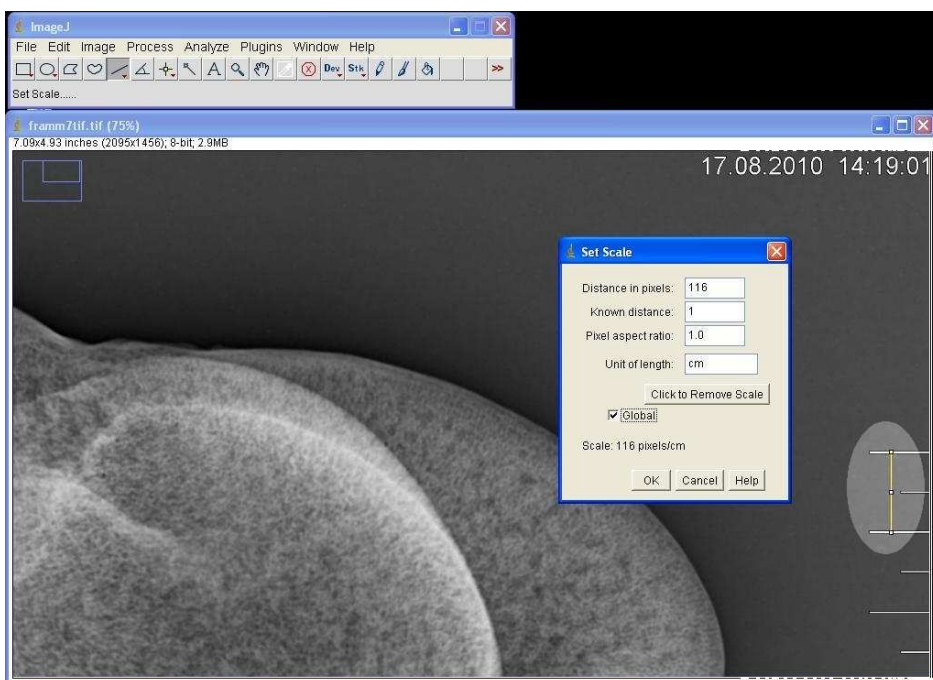 ImageJ
File Edit Image Process Analyze Plugins Window Help
A Dev Stk >>
Set Scale.....
framm7tif.tif (75%)
7.09x4.93 inches (2095x1456); 8-bit; 2.9MB
17.08.2010 14:19:01
Set Scale
Distance in pixels: 116
Known distance: 1
Pixel aspect ratio: 1.0
Unit of length: cm
Click to Remove Scale
Global
Scale: 116 pixels/cm
OK Cancel Help